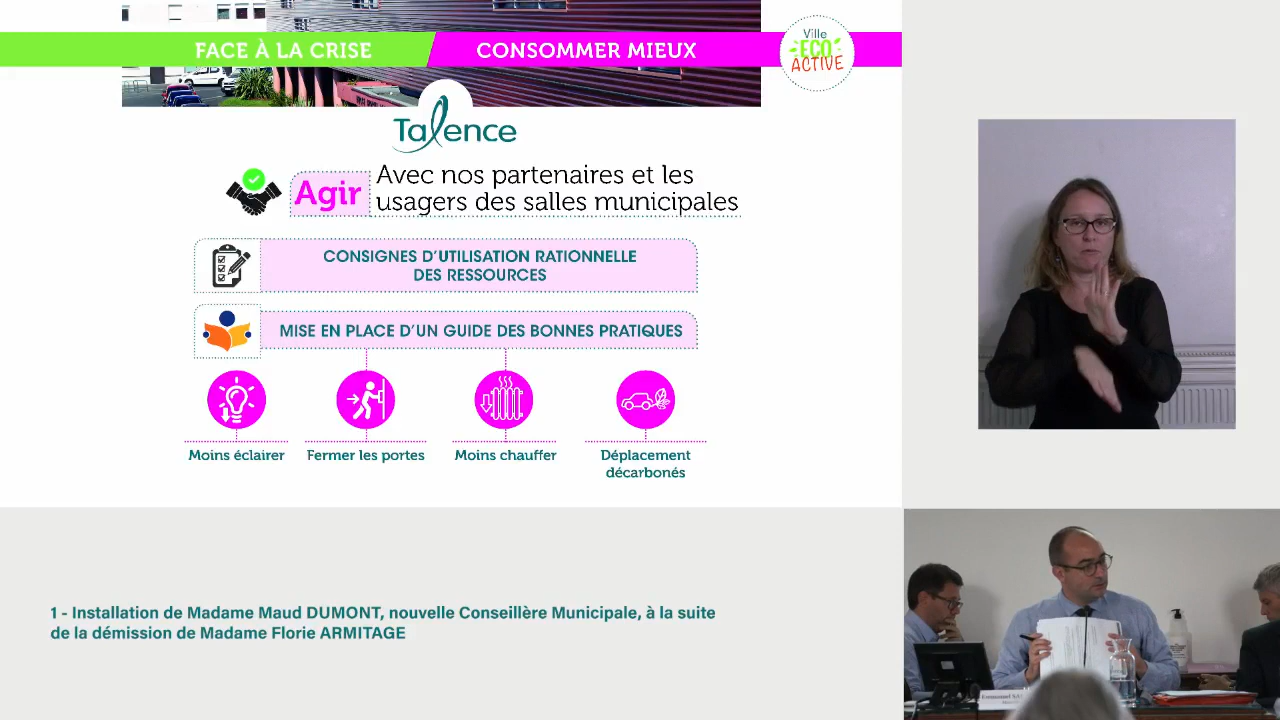 FACE À LA CRISE
CONSOMMER MIEUX
Ville
ECO
ACTIVE
Talence
Agir
Avec nos partenaires et les
usagers des salles municipales
CONSIGNES D'UTILISATION RATIONNELLE
DES RESSOURCES
MISE EN PLACE D'UN GUIDE DES BONNES PRATIQUES
Moins éclairer
Fermer les portes
Moins chauffer
Déplacement
décarbonés
1 - Installation de Madame Maud DUMONT, nouvelle Conseillère Municipale, à la suite
de la démission de Madame Florie ARMITAGE
Emmanuel